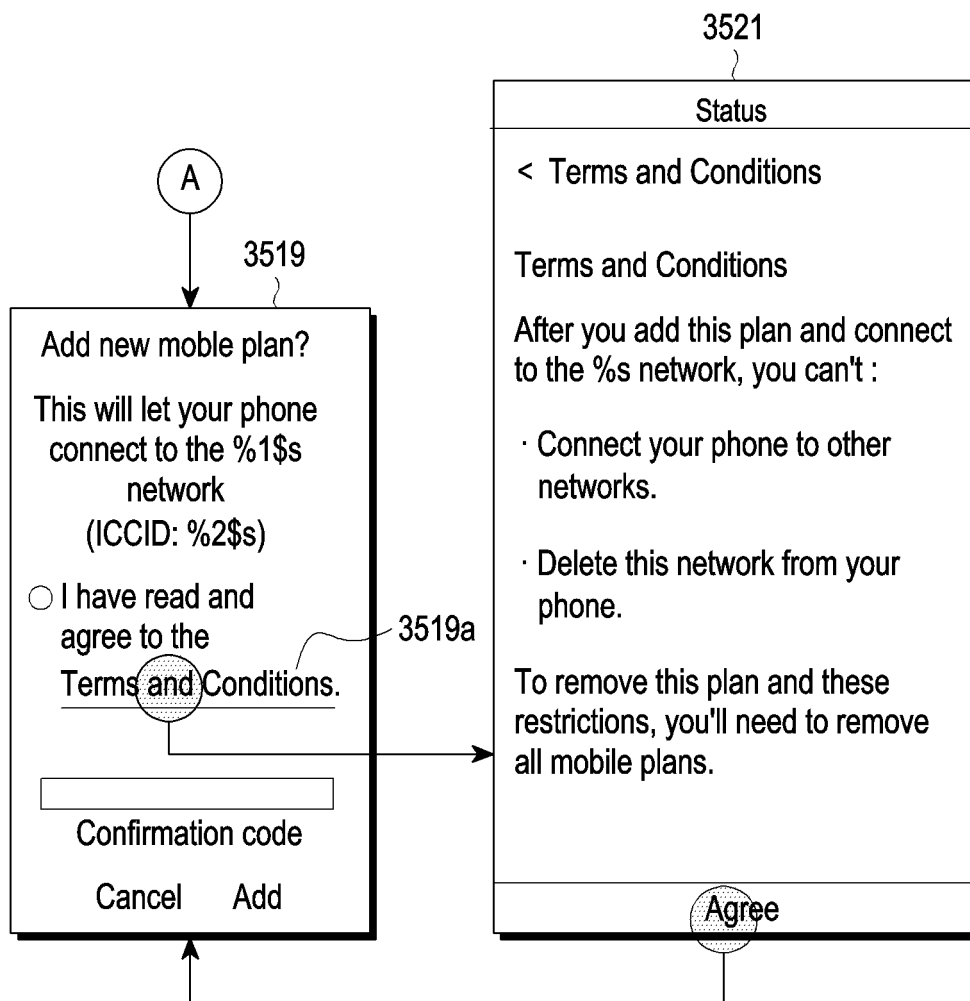 A
3519
Add new moble plan?
This will let your phone
connect to the %1$s
network
(ICCID: %2$s)
I have read and
agree to the
Terms and Conditions.
3519a
Confirmation code
Cancel Add
3521
Status
< Terms and Conditions
Terms and Conditions
After you add this plan and connect
to the %s network, you can't :
· Connect your phone to other
networks.
· Delete this network from your
phone.
To remove this plan and these
restrictions, you'll need to remove
all mobile plans.
Agree